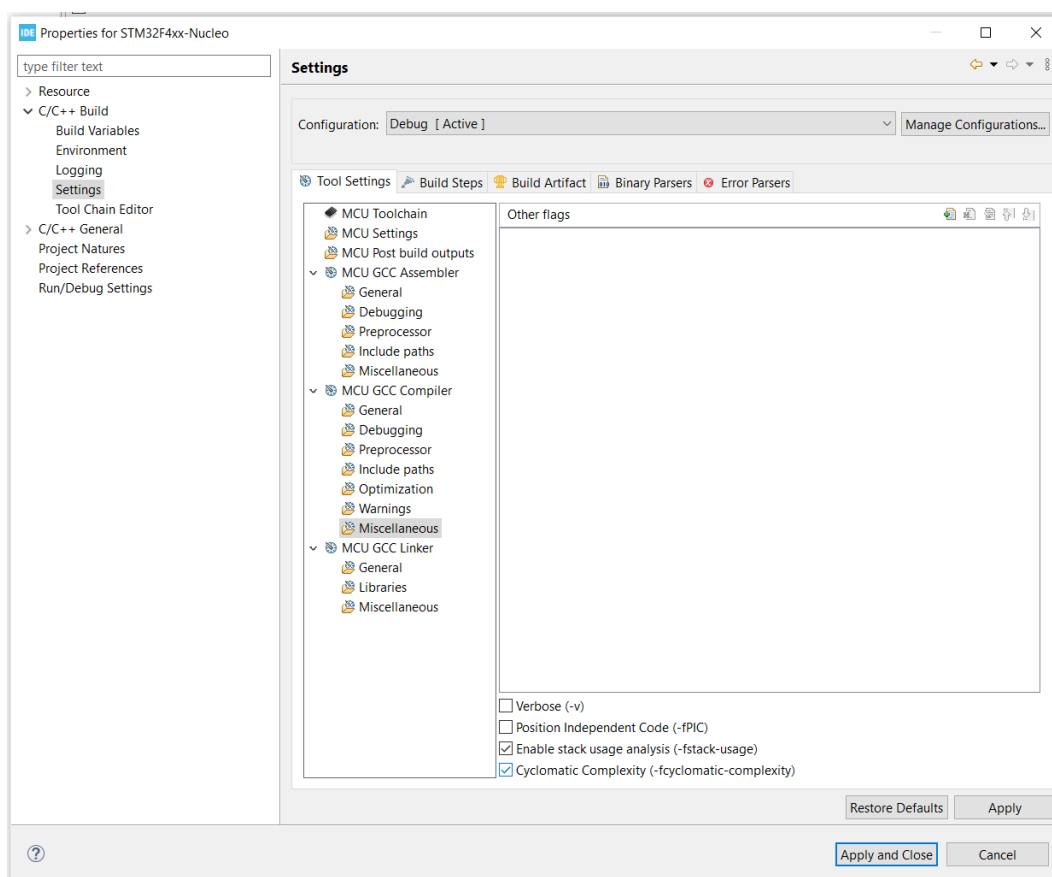 IDE Properties for STM32F4xx-Nucleo
type filter text
Resource
C/C++ Build
Build Variables
Environment
Logging
Settings
Tool Chain Editor
C/C++ General
Project Natures
Project References
Run/Debug Settings
Settings
Configuration: Debug [ Active ] Manage Configurations...
Tool Settings Build Steps Build Artifact Binary Parsers Error Parsers
MCU Toolchain
MCU Settings
MCU Post build outputs
MCU GCC Assembler
General
Debugging
Preprocessor
Include paths
Miscellaneous
MCU GCC Compiler
General
Debugging
Preprocessor
Include paths
Optimization
Warnings
Miscellaneous
MCU GCC Linker
General
Libraries
Miscellaneous
Other flags
Verbose (-v)
Position Independent Code (-fPIC)
Enable stack usage analysis (-fstack-usage)
Cyclomatic Complexity (-fcyclomatic-complexity)
Restore Defaults Apply
? Apply and Close Cancel